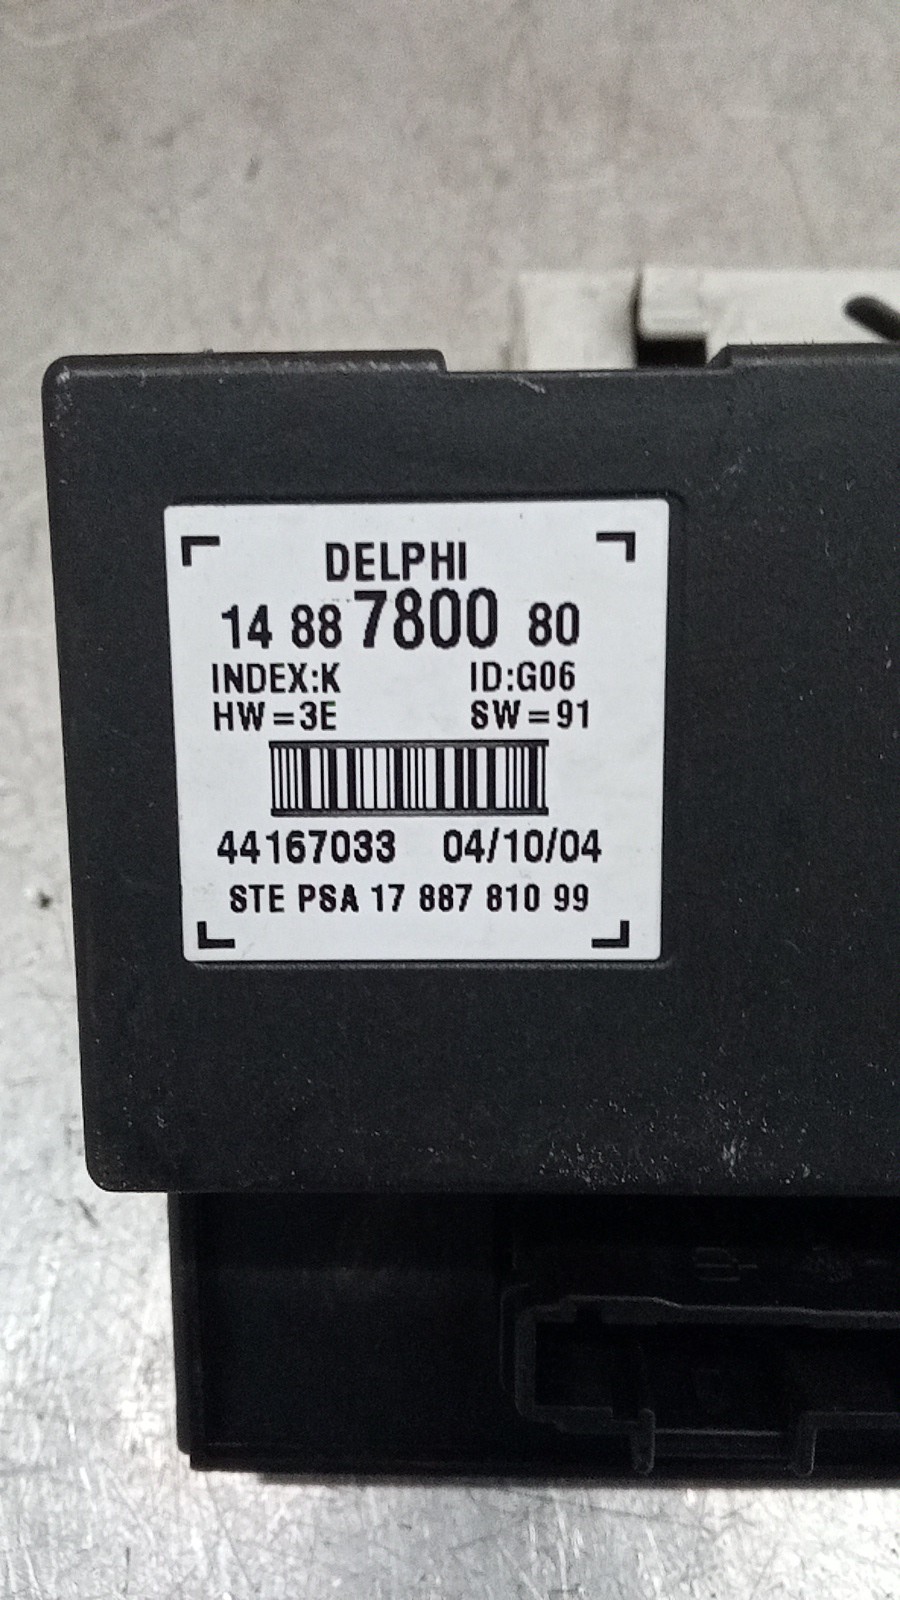 DELPHI
14 88 7800 80
INDEX:K ID:G06
HW=3E SW=91
44167033 04/10/04
STE PSA 17 887 810 99